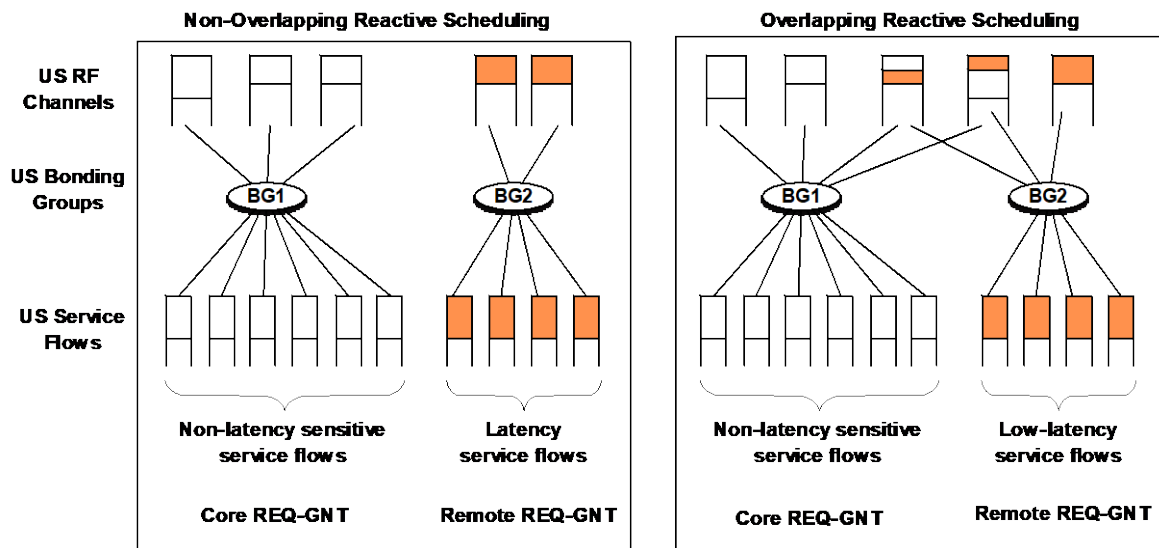 Non-Overlapping Reactive Scheduling
Overlapping Reactive Scheduling
US RF
Channels
US Bonding
Groups
BG1
BG2
BG1
BG2
US Service
Flows
Non-latency sensitive
service flows
Latency
service flows
Non-latency sensitive
service flows
Low-latency
service flows
Core REQ-GNT
Remote REQ-GNT
Core REQ-GNT
Remote REQ-GNT